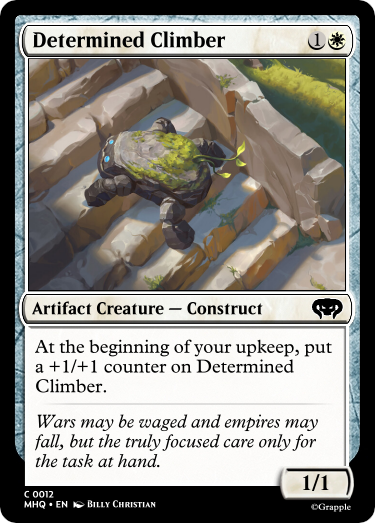 Determined Climber 1
Artifact Creature — Construct
At the beginning of your upkeep, put
a +1/+1 counter on Determined
Climber.
Wars may be waged and empires may
fall, but the truly focused care only for
the task at hand.
1/1
C 0012
MHQ • EN Billy Christian
©Grapple